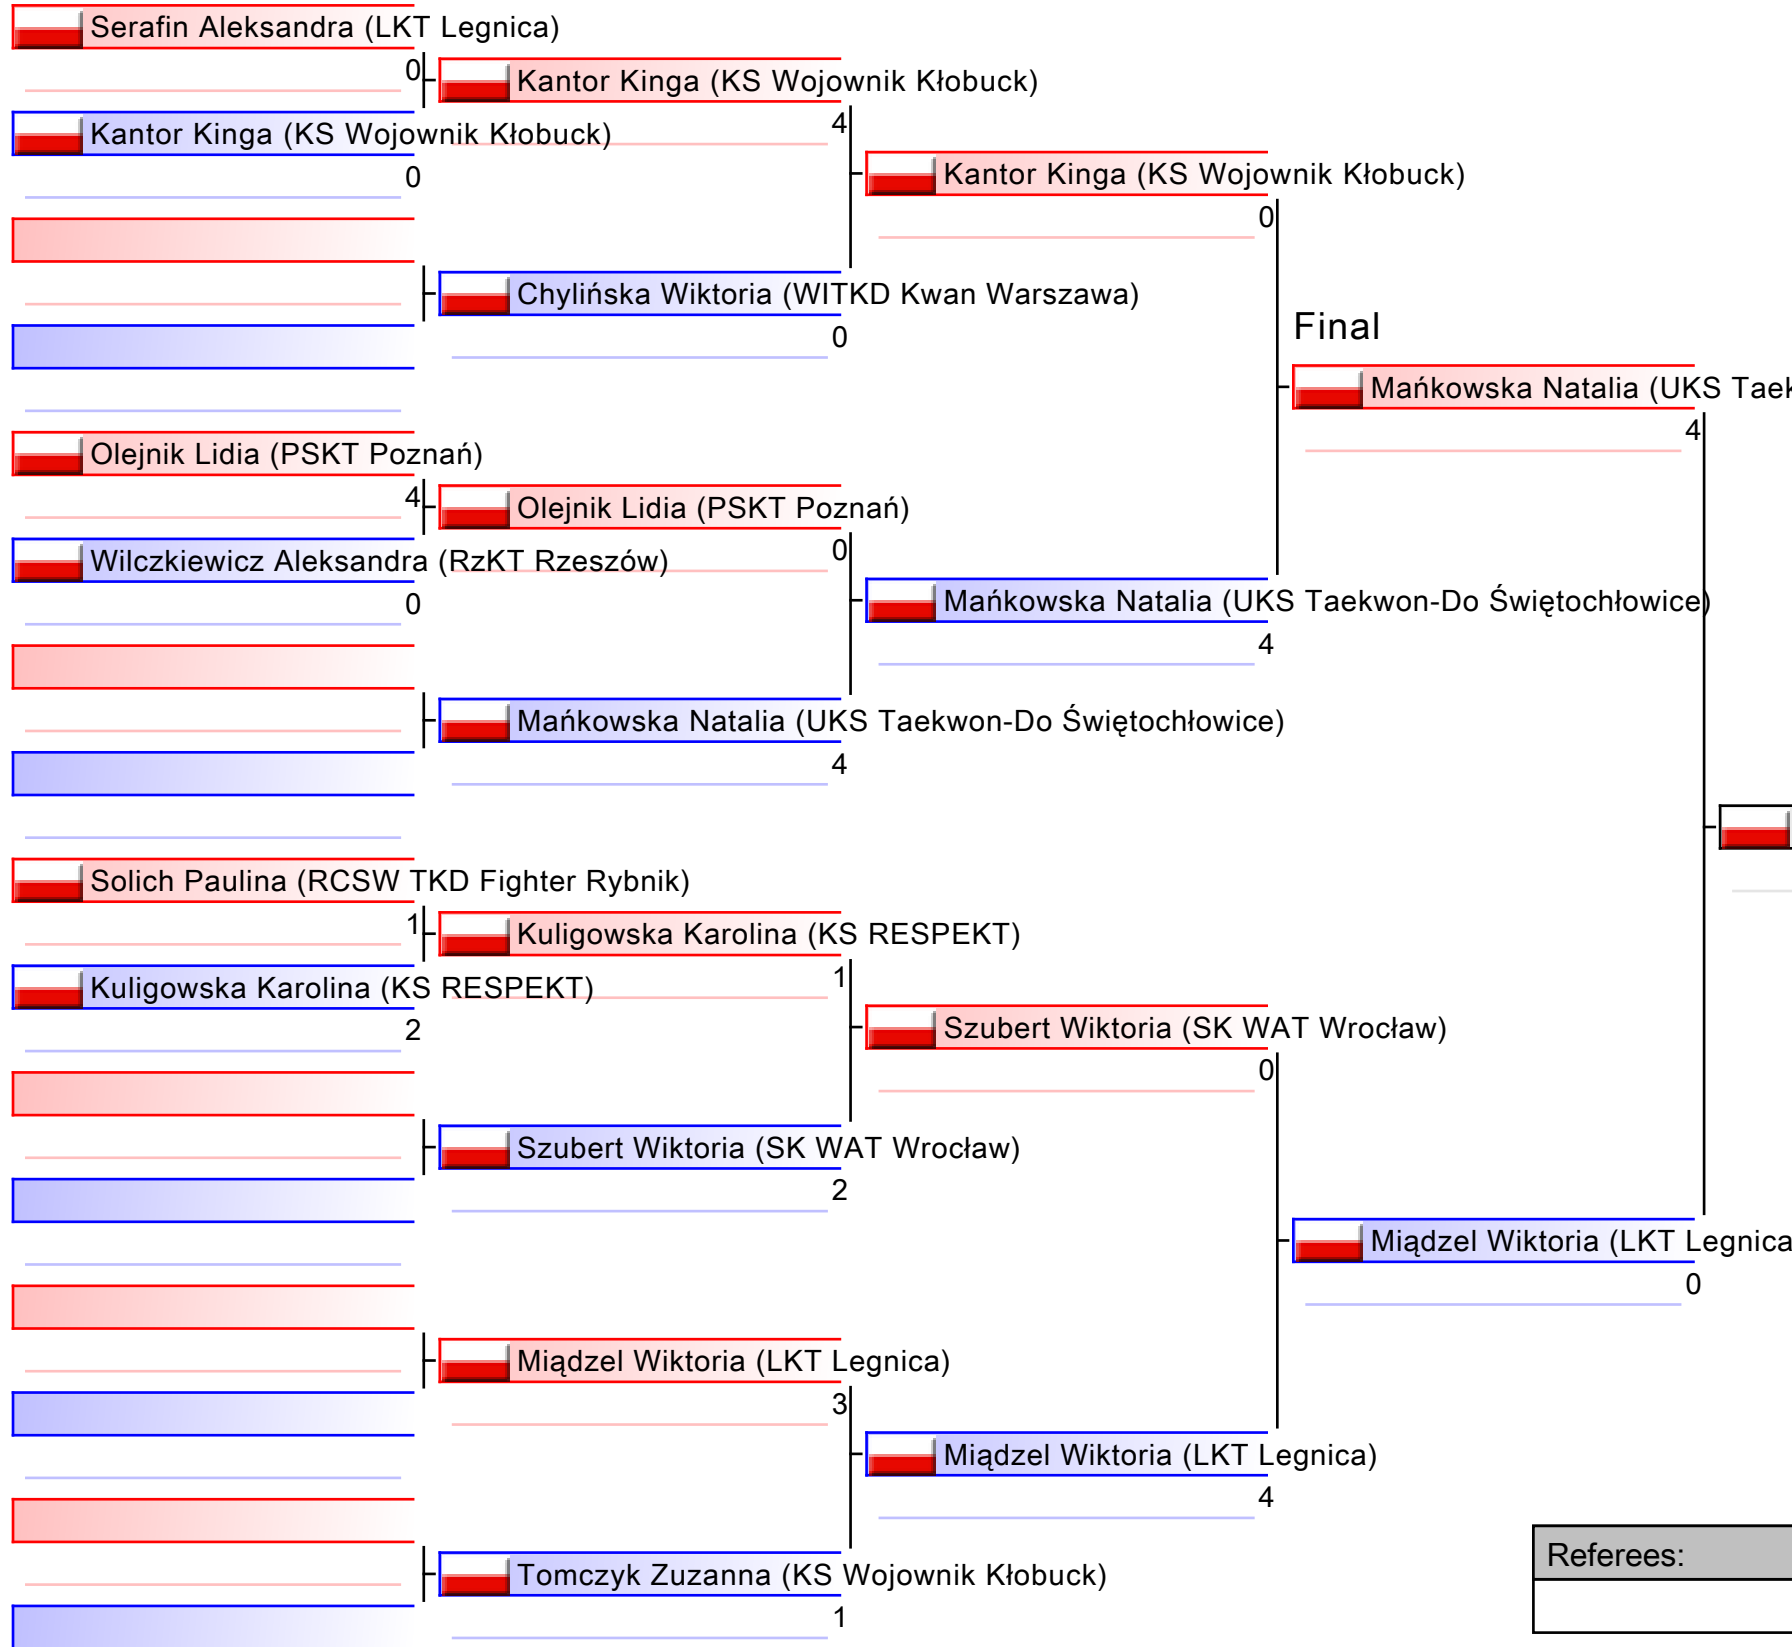 Serafin Aleksandra (LKT Legnica)
0
Kantor Kinga (KS Wojownik Kłobuck)
4
Kantor Kinga (KS Wojownik Kłobuck)
0
Kantor Kinga (KS Wojownik Kłobuck)
0
Chylińska Wiktoria (WITKD Kwan Warszawa)
0
Final
Mańkowska Natalia (UKS Taek
4
Olejnik Lidia (PSKT Poznań)
4
Olejnik Lidia (PSKT Poznań)
0
Wilczkiewicz Aleksandra (RzKT Rzeszów)
0
Mańkowska Natalia (UKS Taekwon-Do Świętochłowice)
4
Mańkowska Natalia (UKS Taekwon-Do Świętochłowice)
4
Solich Paulina (RCSW TKD Fighter Rybnik)
1
Kuligowska Karolina (KS RESPEKT)
1
Kuligowska Karolina (KS RESPEKT)
2
Szubert Wiktoria (SK WAT Wrocław)
0
Szubert Wiktoria (SK WAT Wrocław)
2
Miądzel Wiktoria (LKT Legnica
0
Miądzel Wiktoria (LKT Legnica)
3
Miądzel Wiktoria (LKT Legnica)
4
Tomczyk Zuzanna (KS Wojownik Kłobuck)
1
Referees: